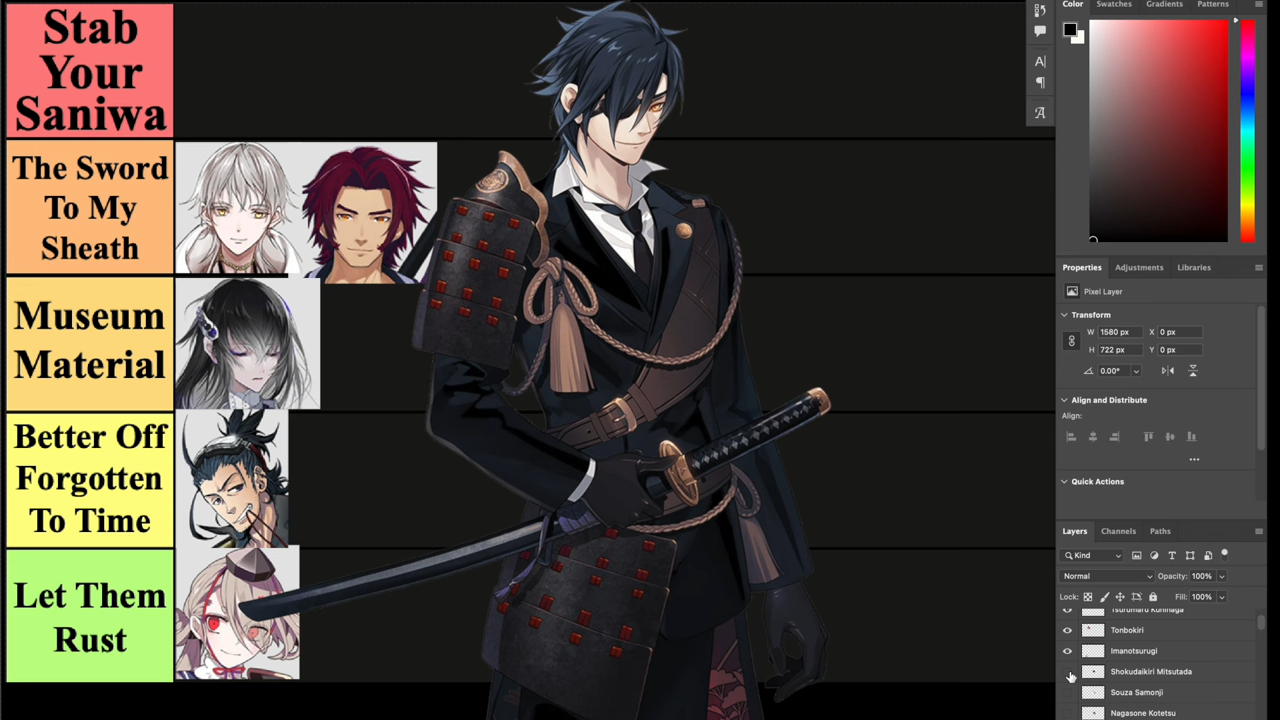 Stab
Your
Saniwa
The Sword
To My
Sheath
Museum
Material
Better Off
Forgotten
To Time
Let Them
Rust
Color
Swatches
Gradients
Patterns
A|
A
Properties
Adjustments
Libraries
Pixel Layer
Transform
W 1580 px X 0 px
H 722 px Y 0 px
0.00°
Align and Distribute
Align:
Quick Actions
Layers
Channels
Paths
Kind
Normal
Opacity: 100%
Lock:
Fill: 100%
Tsurumaru Kuninaga
Tonbokiri
Imanotsurugi
Shokudaikiri Mitsutada
Souza Samonji
Nagasone Kotetsu